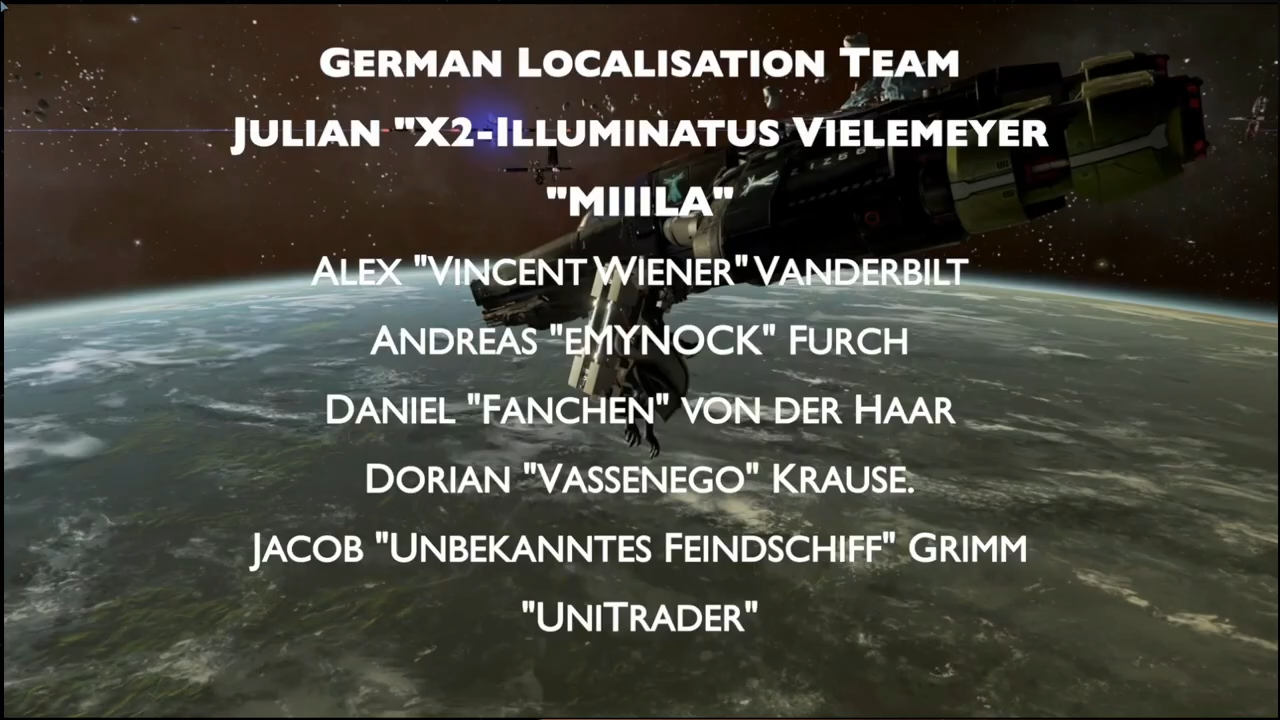 German Localisation Team
Julian "X2-Illuminatus Vielemeyer
"MIIILA"
Alex "Vincent Wiener" Vanderbilt
Andreas "eMYNOCK" Furch
Daniel "Fanchen" von der Haar
Dorian "Vassenego" Krause.
Jacob "Unbekanntes Feindschiff" Grimm
"UniTrader"